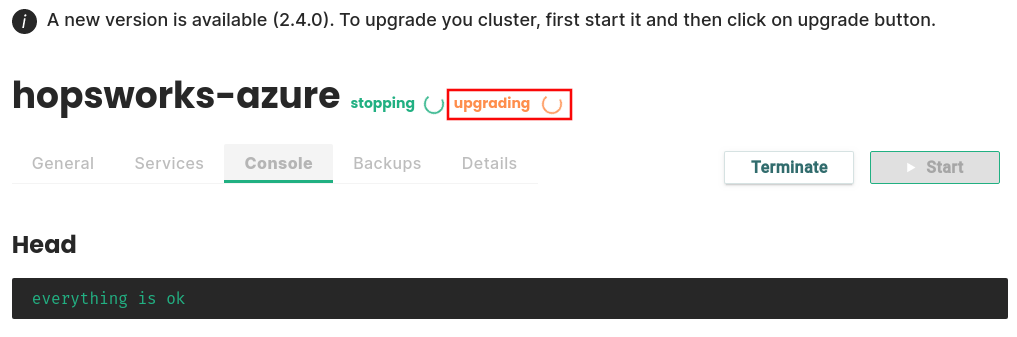 i A new version is available (2.4.0). To upgrade you cluster, first start it and then click on upgrade button.
hopsworks-azure stopping upgrading
General Services Console Backups Details Terminate Start
Head
everything is ok